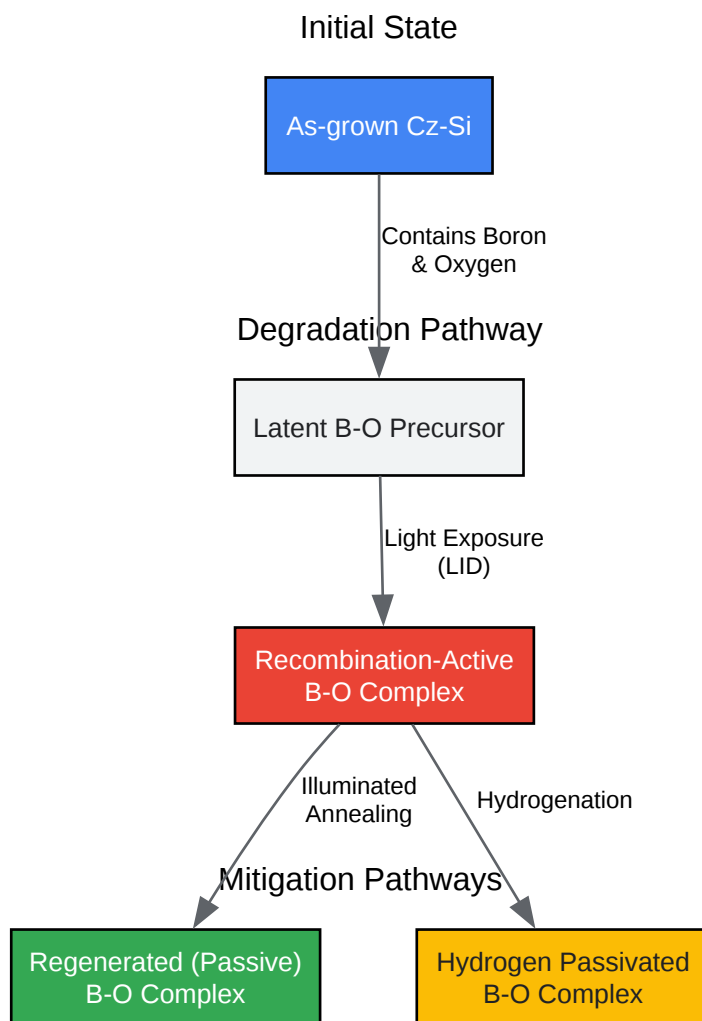 Initial State
As-grown Cz-Si
Contains Boron
& Oxygen
Degradation Pathway
Latent B-O Precursor
Light Exposure
(LID)
Recombination-Active
B-O Complex
Illuminated
Annealing
Hydrogenation
Mitigation Pathways
Regenerated (Passive)
B-O Complex
Hydrogen Passivated
B-O Complex